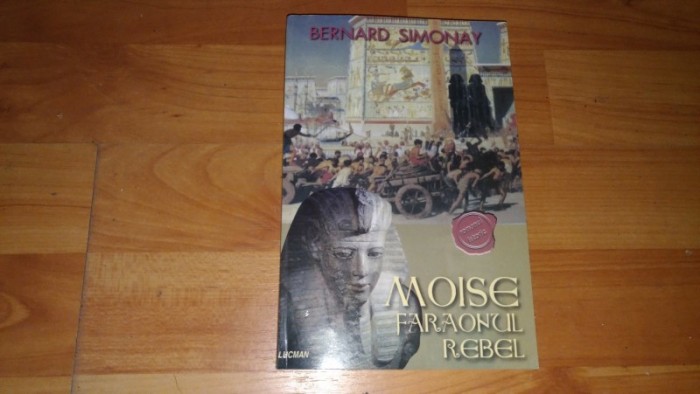 BERNARD SIMONAY
MOISE
FARAONUL
REBEL
LUCMAN